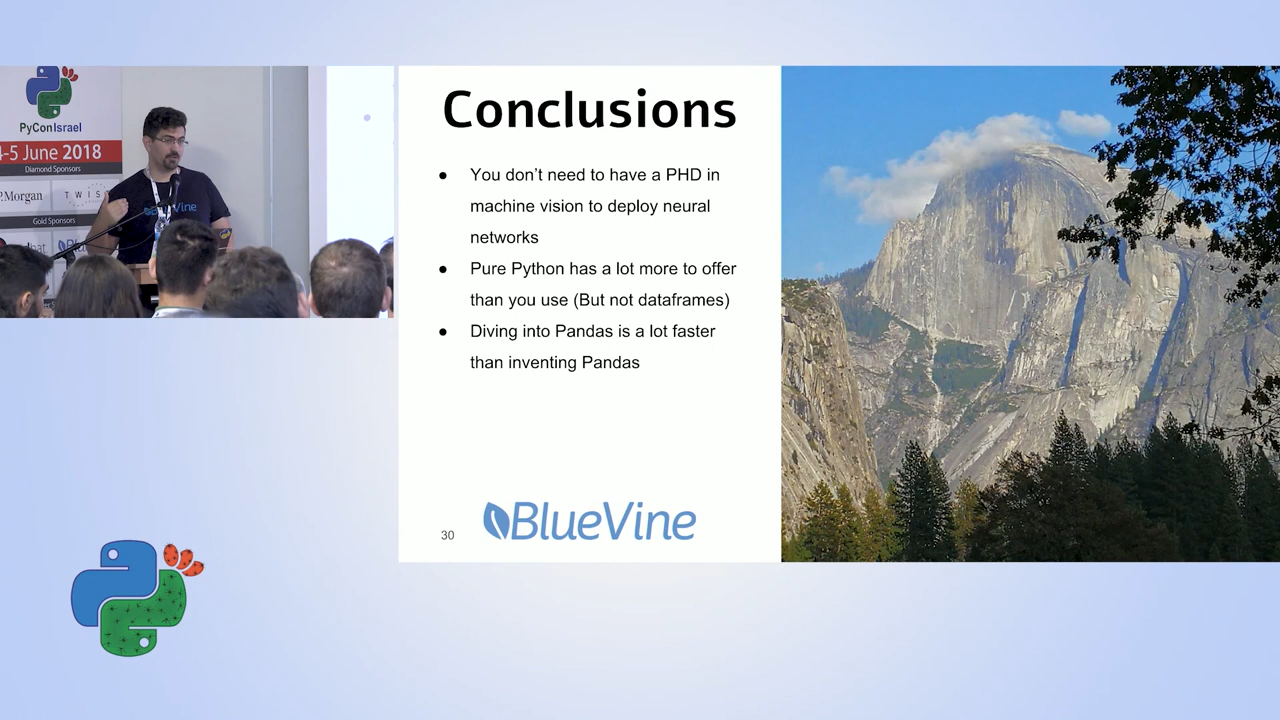 PyConIsrael
4-5 June 2018
Diamond Sponsors
Morgan
TWIS
Gold Sponsors
BlueVine
Conclusions
● You don’t need to have a PHD in
machine vision to deploy neural
networks
● Pure Python has a lot more to offer
than you use (But not dataframes)
● Diving into Pandas is a lot faster
than inventing Pandas
30
BlueVine